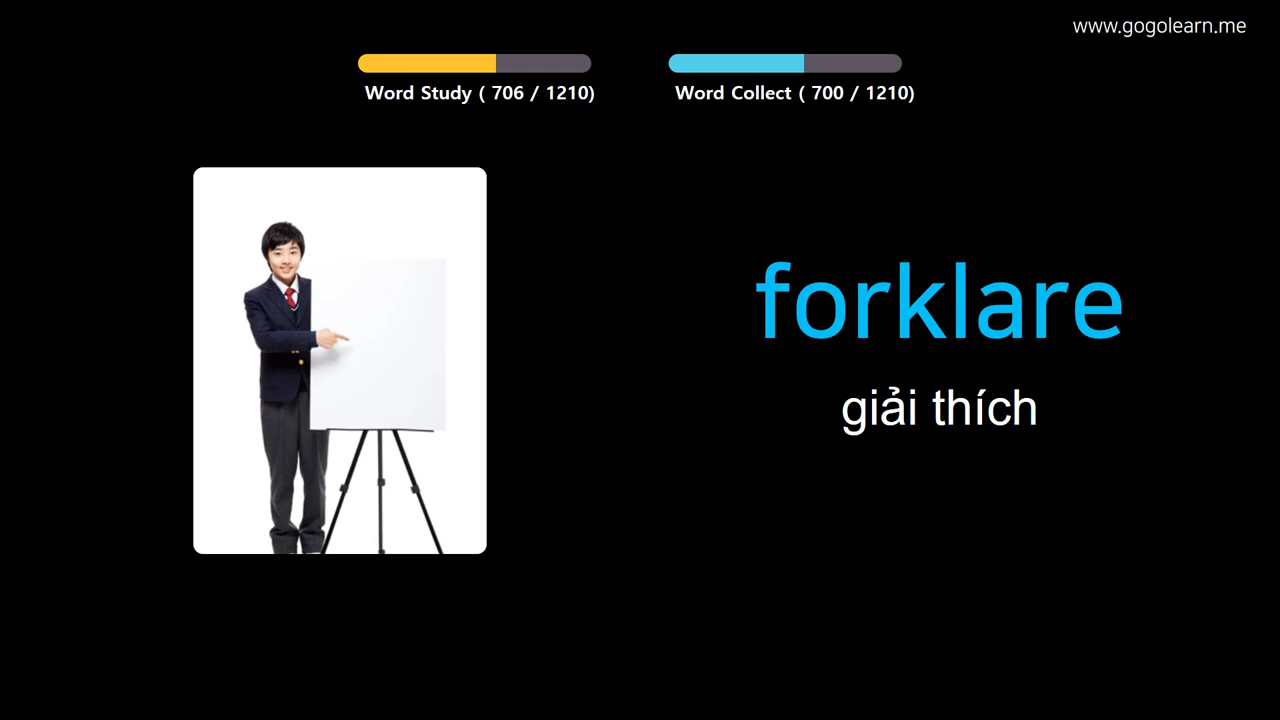 www.gogolearn.me
Word Study ( 706 / 1210)
Word Collect ( 700 / 1210)
forklare
giải thích